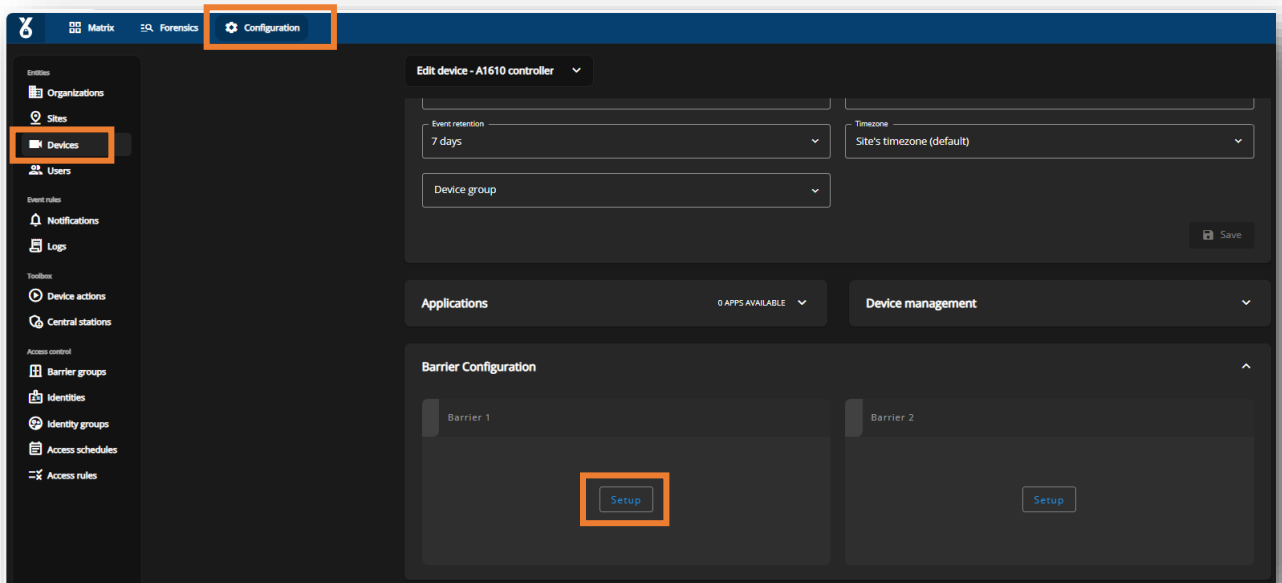 Matrix
Forensics
Configuration
Entities
Organizations
Sites
Devices
Users
Event rules
Notifications
Logs
Toolbox
Device actions
Central stations
Access control
Barrier groups
Identities
Identity groups
Access schedules
Access rules
Edit device - A1610 controller
Event retention
7 days
Timezone
Site's timezone (default)
Device group
Save
Applications
0 APPS AVAILABLE
Device management
Barrier Configuration
Barrier 1
Setup
Barrier 2
Setup